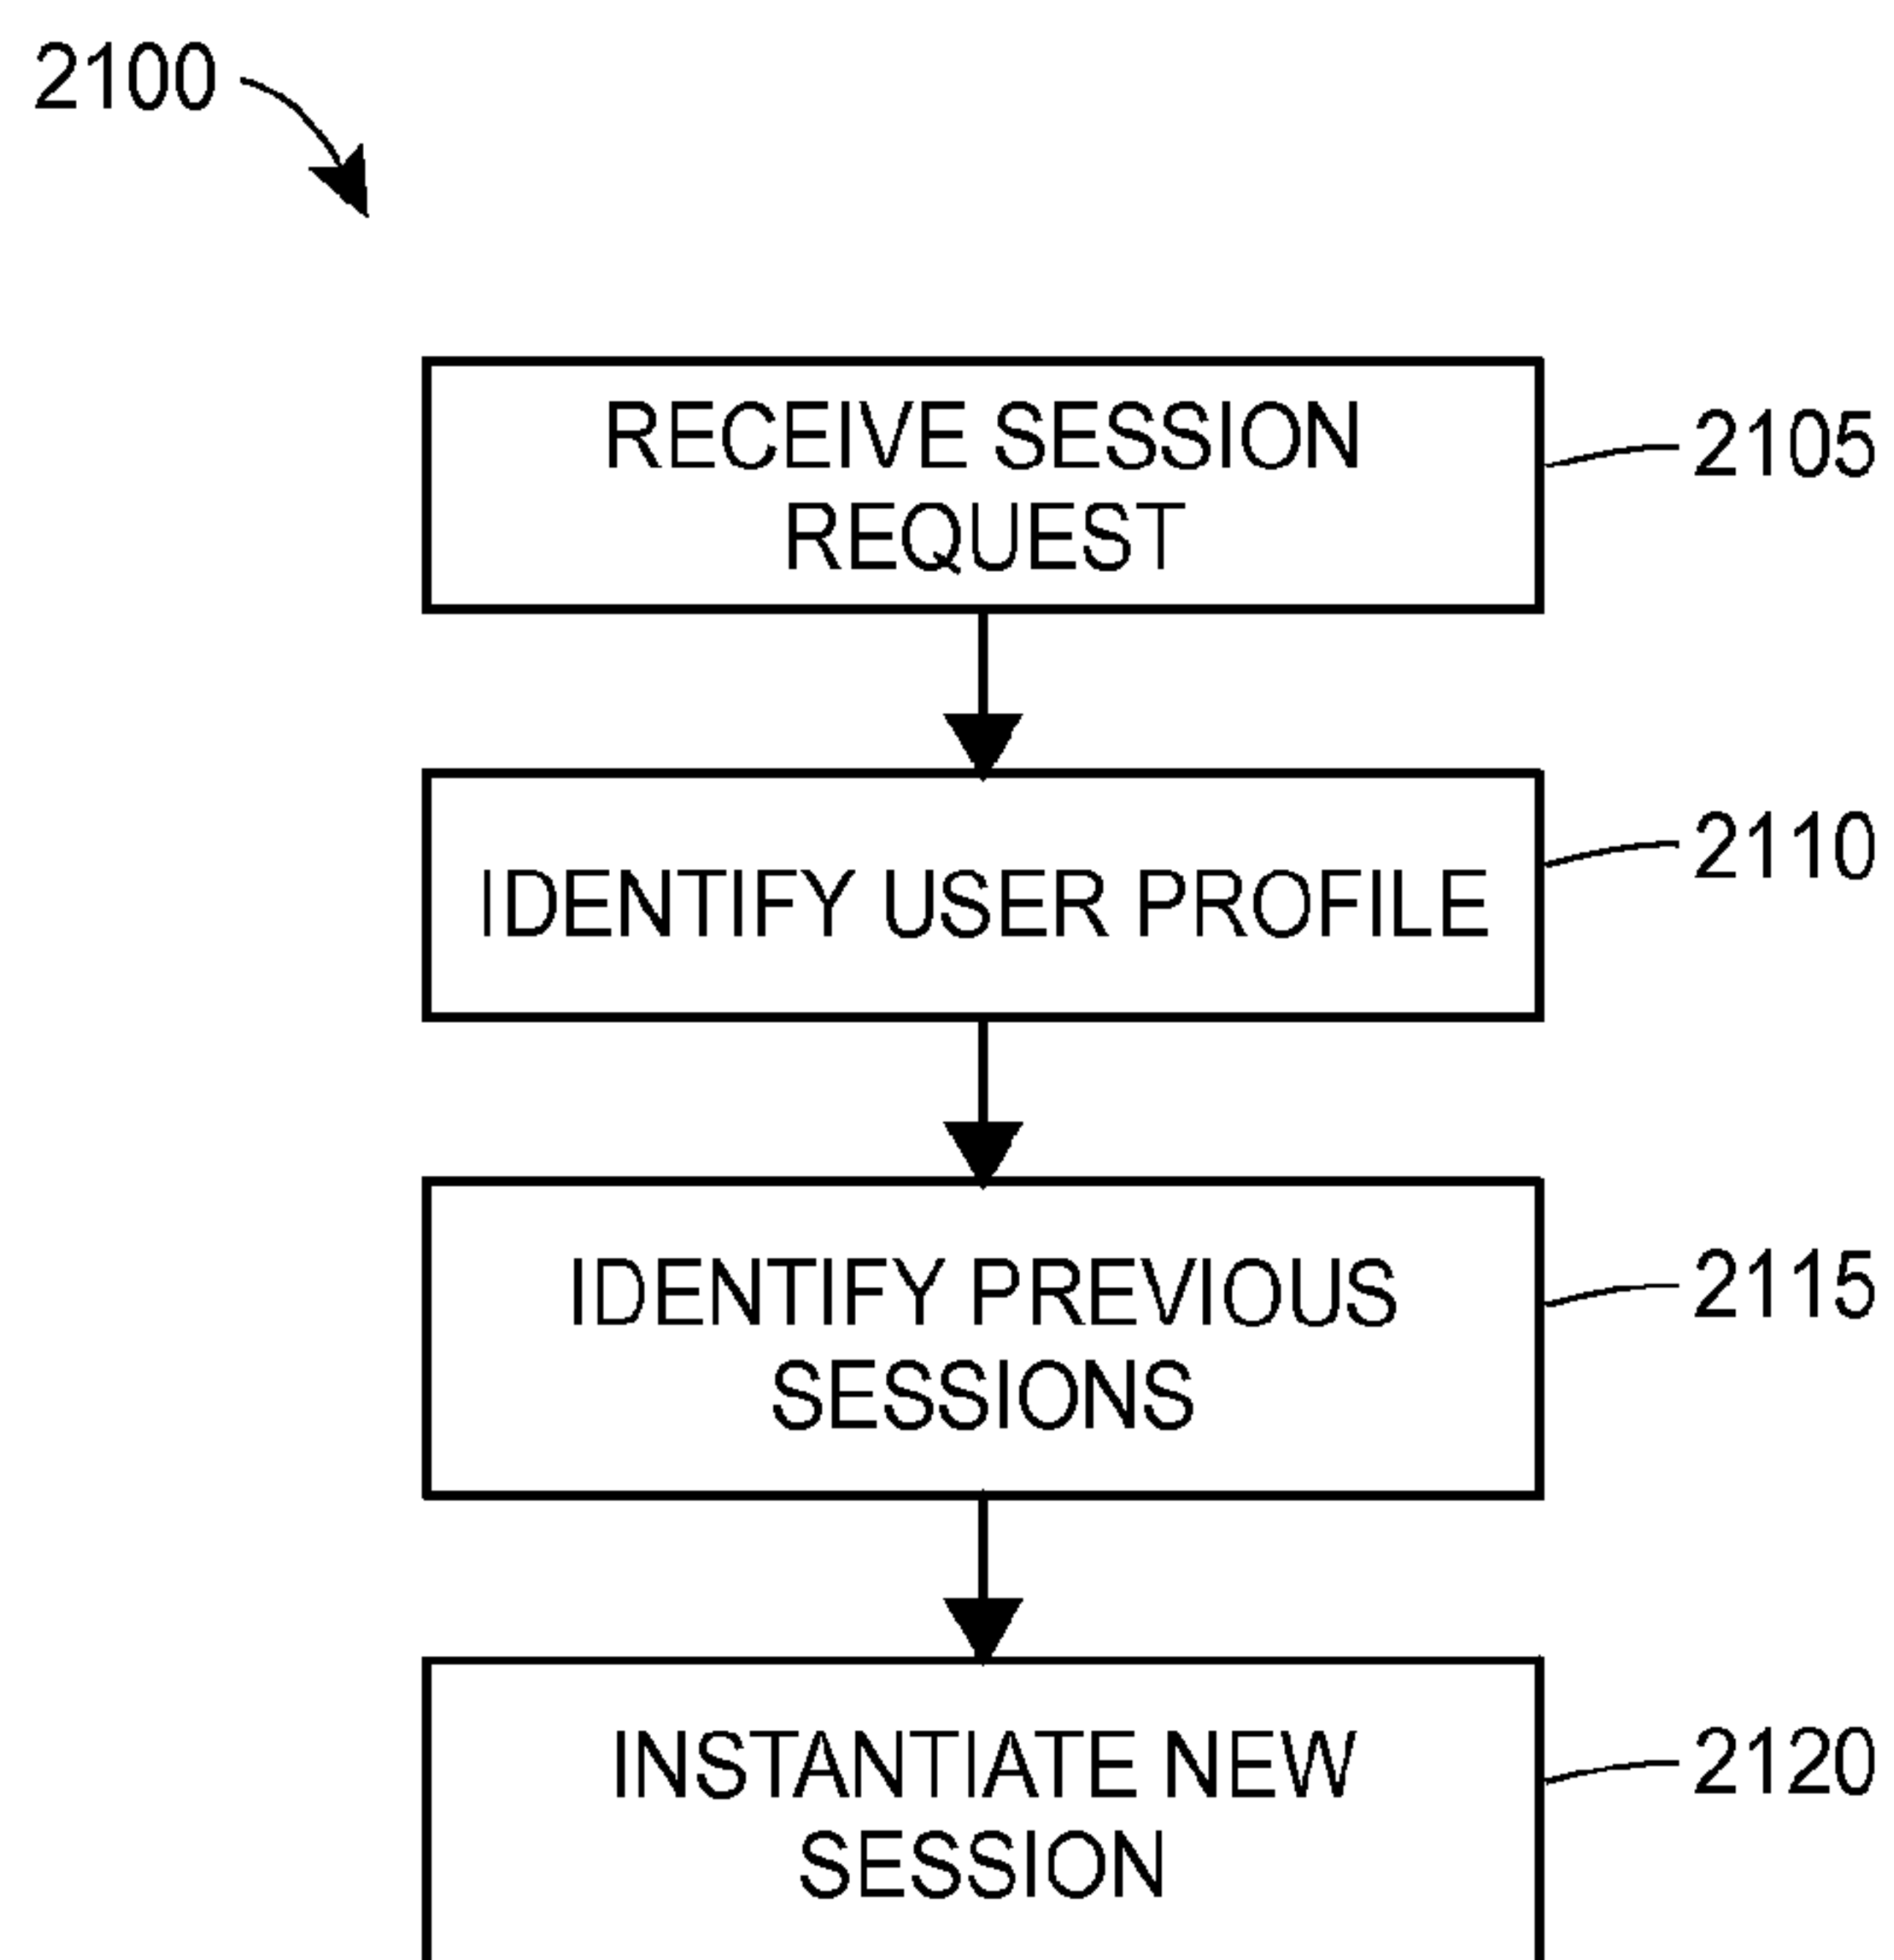 2100
RECEIVE SESSION
REQUEST
2105
IDENTIFY USER PROFILE
2110
IDENTIFY PREVIOUS
SESSIONS
2115
INSTANTIATE NEW
SESSION
2120